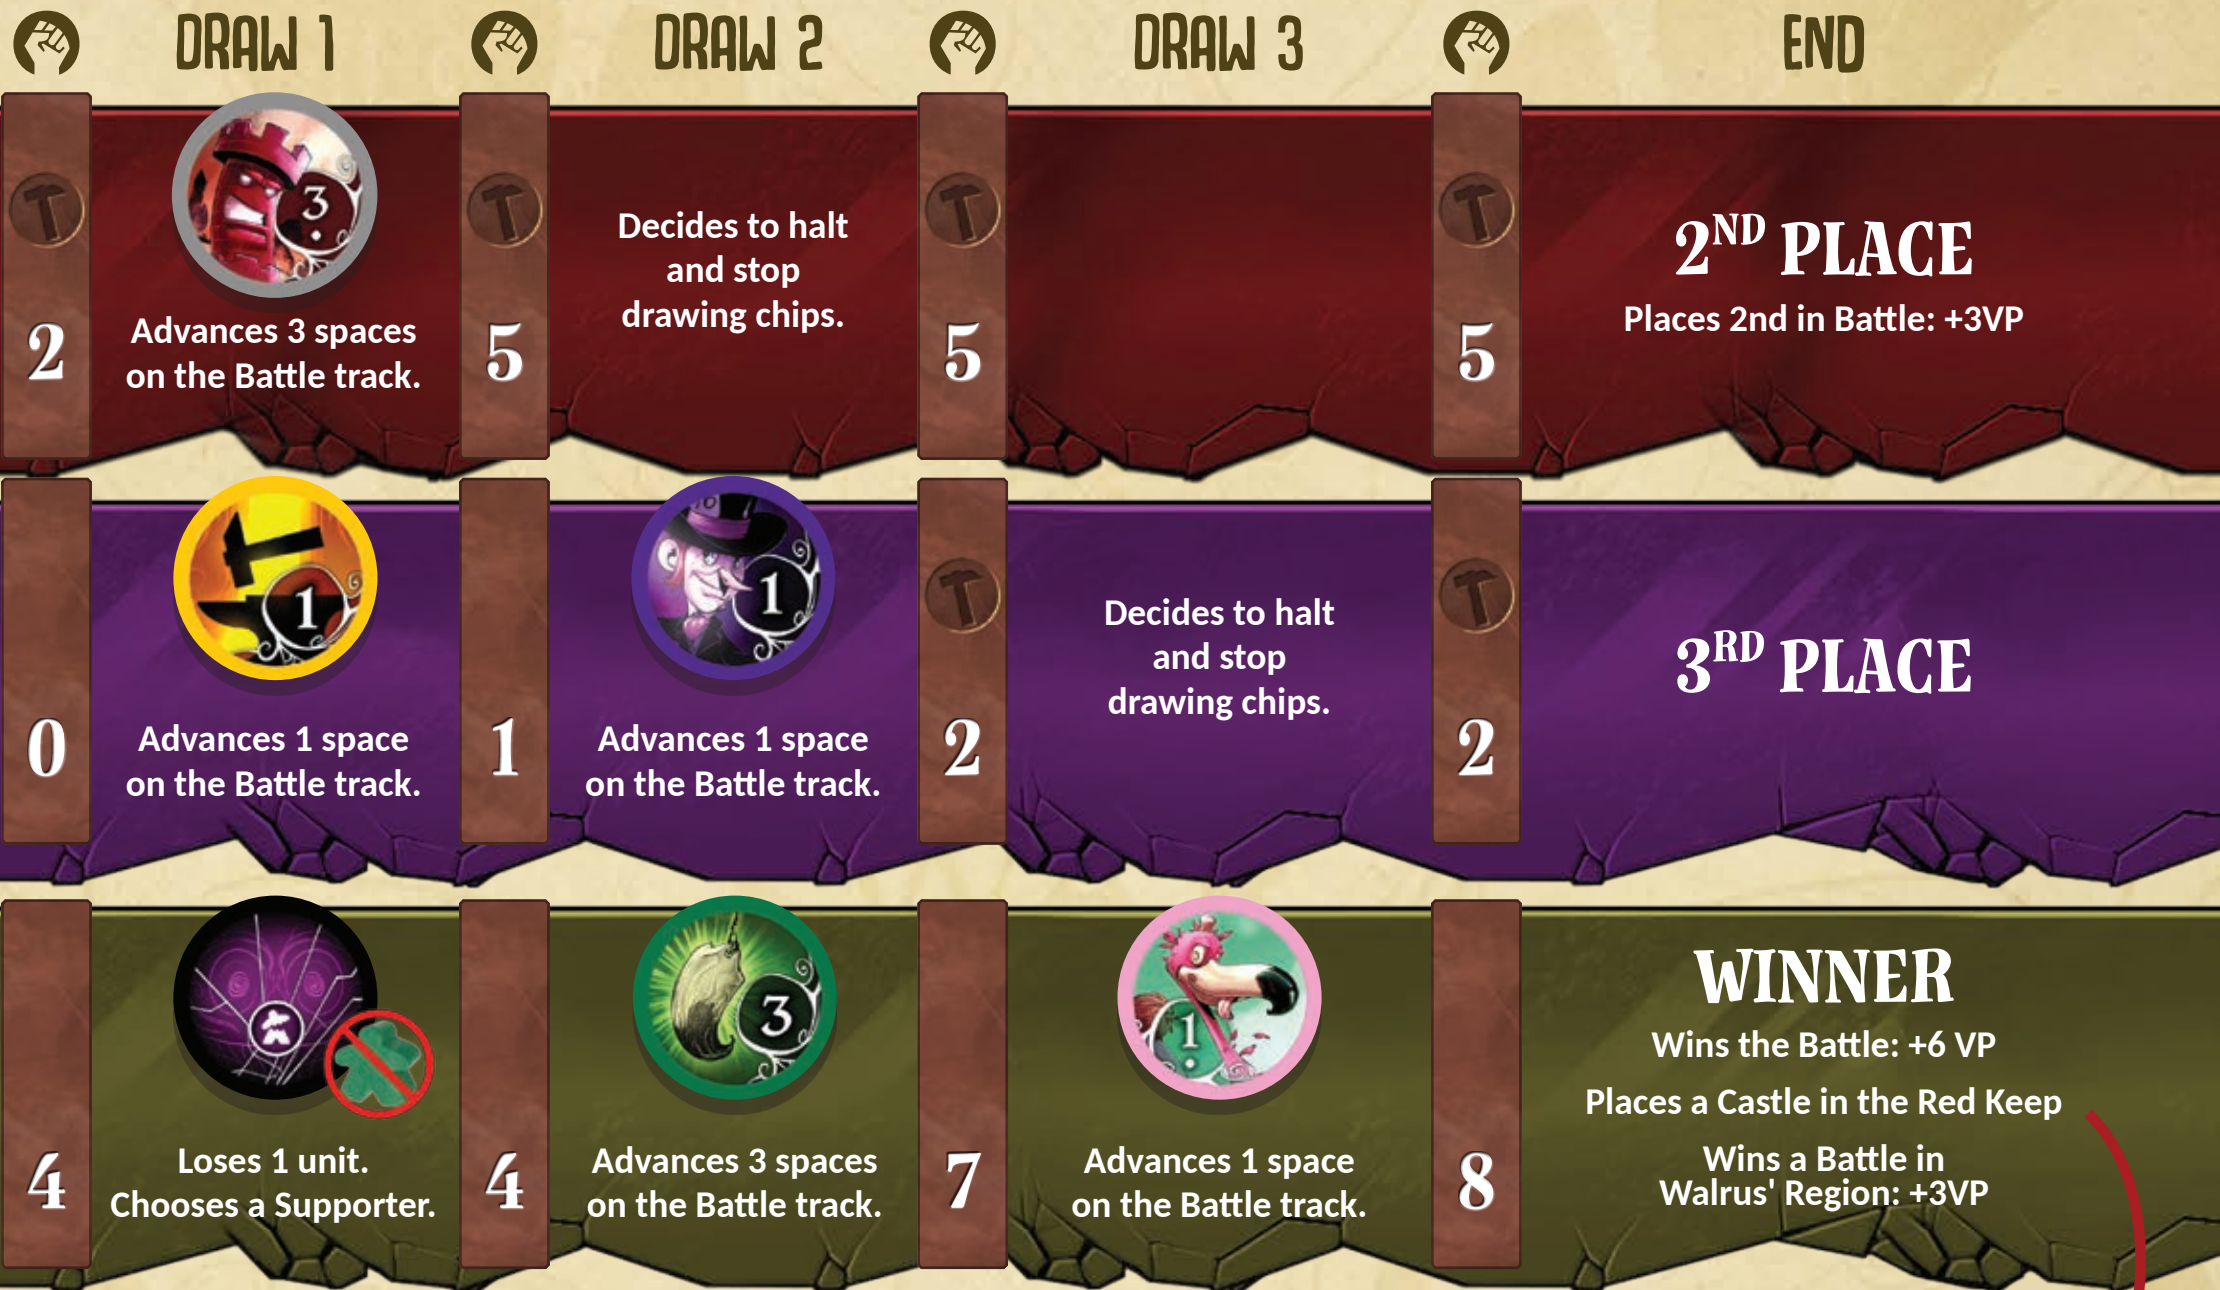 DRAW 1
DRAW 2
DRAW 3
END
2
3
Advances 3 spaces
on the Battle track.
5
Decides to halt
and stop
drawing chips.
5
5
2ND PLACE
Places 2nd in Battle: +3VP
0
1
Advances 1 space
on the Battle track.
1
1
Advances 1 space
on the Battle track.
2
Decides to halt
and stop
drawing chips.
2
3RD PLACE
4
Loses 1 unit.
Chooses a Supporter.
4
3
Advances 3 spaces
on the Battle track.
7
1
Advances 1 space
on the Battle track.
8
WINNER
Wins the Battle: +6 VP
Places a Castle in the Red Keep
Wins a Battle in
Walrus' Region: +3VP